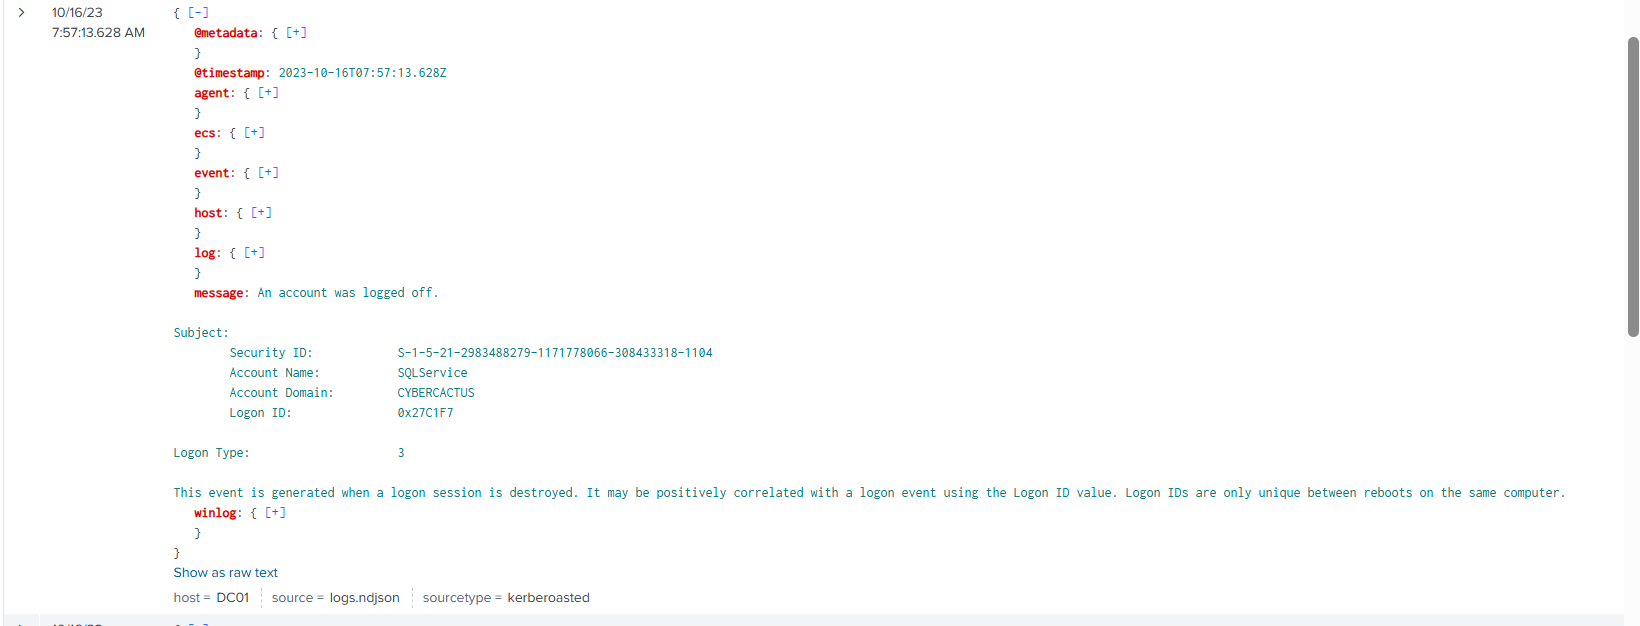 10/16/23
7:57:13.628 AM
{ [-]
@metadata: { [+]
}
@timestamp: 2023-10-16T07:57:13.628Z
agent: { [+]
}
ecs: { [+]
}
event: { [+]
}
host: { [+]
}
log: { [+]
}
message: An account was logged off.
Subject:
Security ID: S-1-5-21-2983488279-1171778066-308433318-1104
Account Name: SQLService
Account Domain: CYBERCACTUS
Logon ID: 0x27C1F7
Logon Type: 3
This event is generated when a logon session is destroyed. It may be positively correlated with a logon event using the Logon ID value. Logon IDs are only unique between reboots on the same computer.
winlog: { [+]
}
}
Show as raw text
host = DC01 source = logs.ndjson sourcetype = kerberoasted